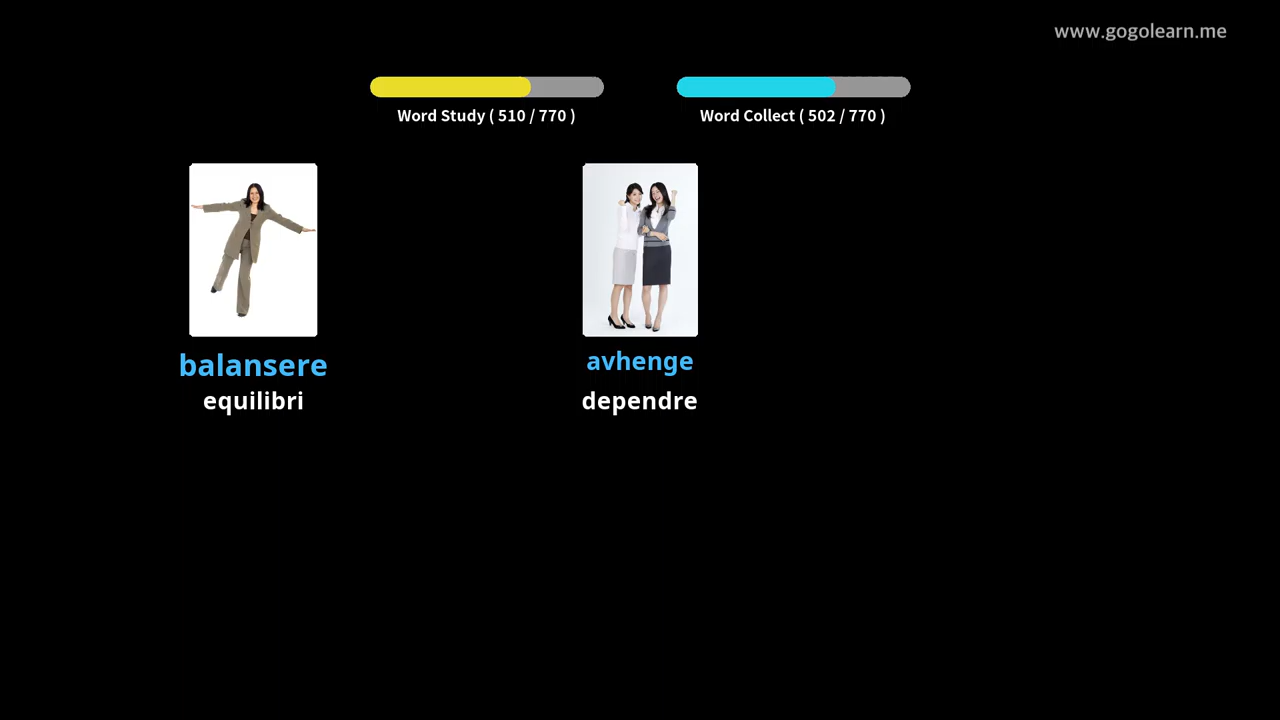 www.gogolearn.me
Word Study ( 510 / 770 )
Word Collect ( 502 / 770 )
balansere
equilibri
avhenge
dependre